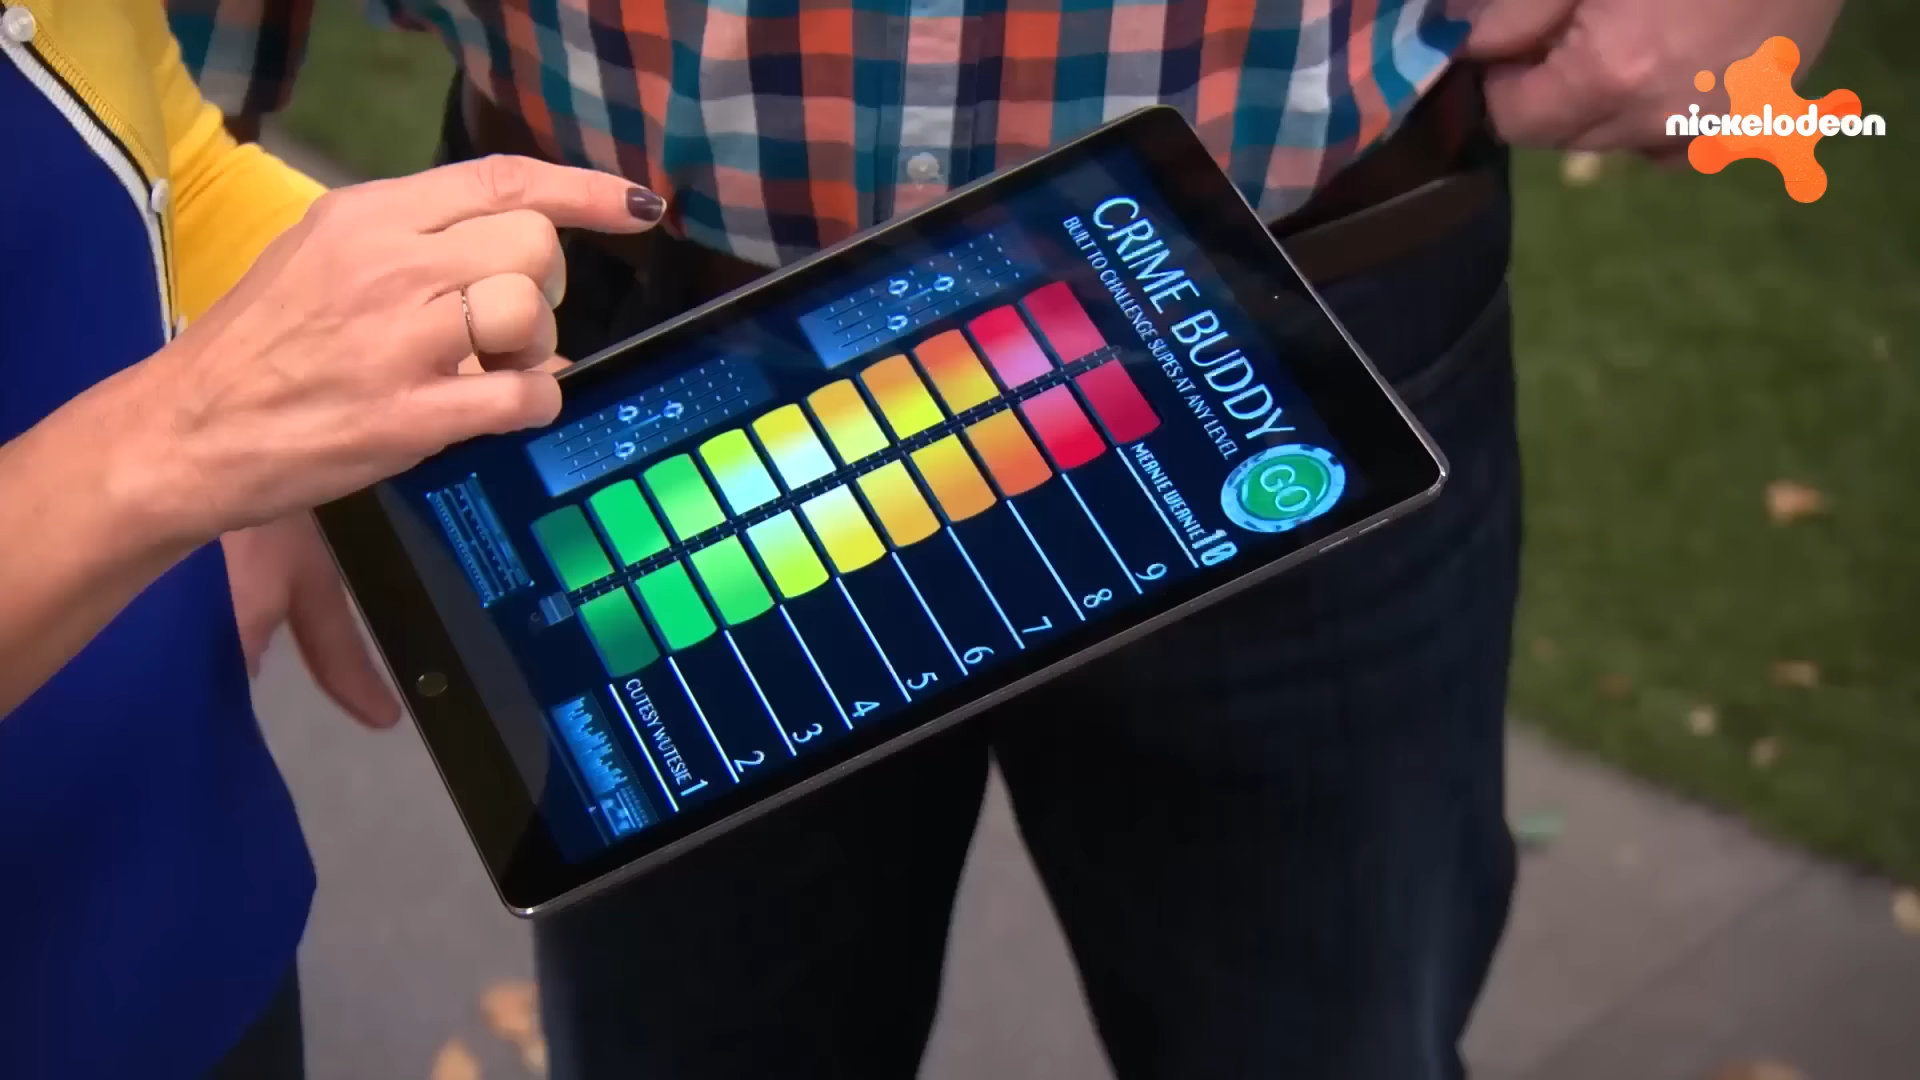 nickelodeon
CRIME BUDDY
BUILT TO CHALLENGE SUPES AT ANY LEVEL
GO
MEANIE WEANIE 10
9
8
7
6
5
4
3
2
CUTESY WUTESIE 1